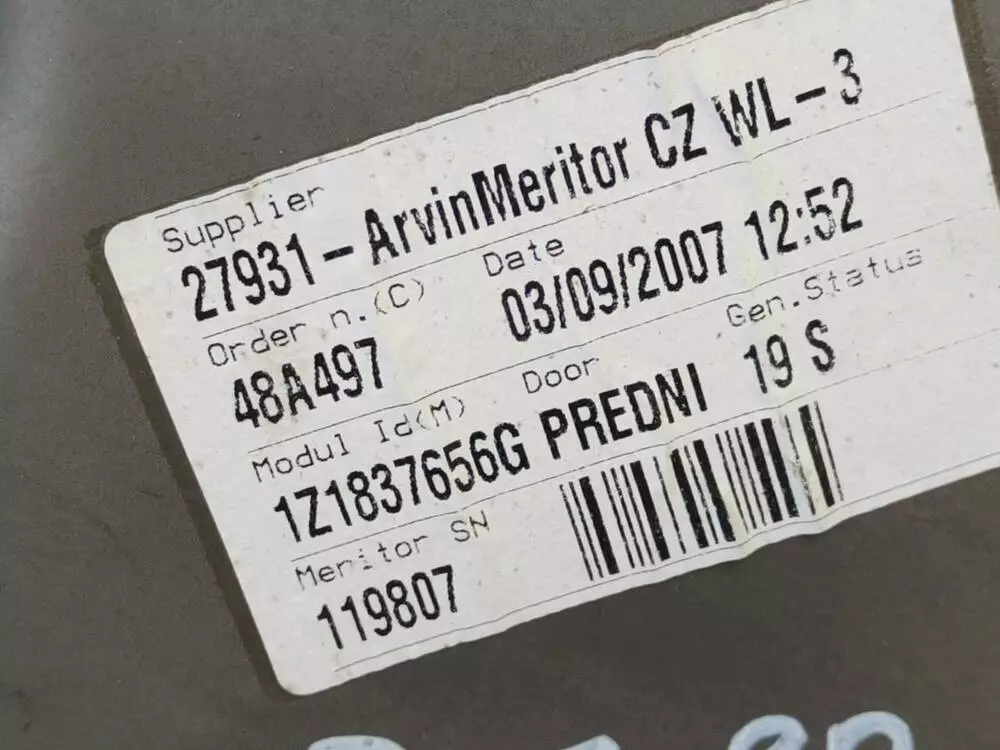 Supplier
27931-ArvinMeritor CZ WL-3
Order n.(C) Date
48A497 03/09/2007 12:52
Modul Id(M) Door Gen.Status
1Z1837656G PREDNI 19 S
Meritor SN
119807